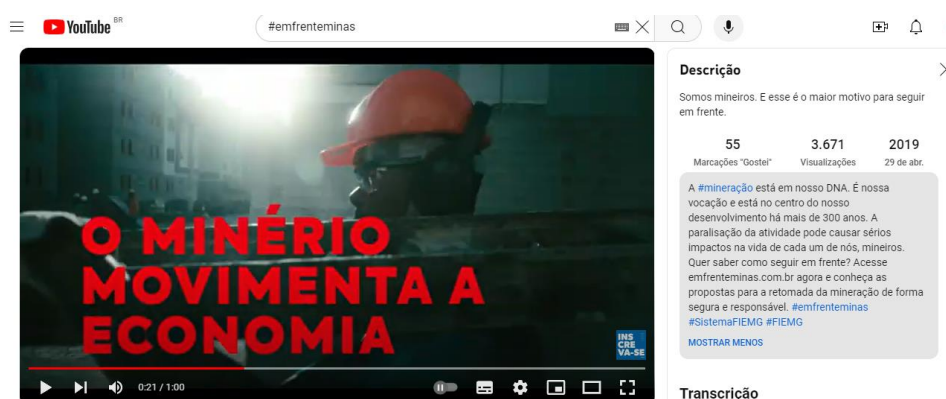 YouTube BR
#emfrenteminas
O MINÉRIO
MOVIMENTA A
ECONOMIA
INS
CRE
VA-SE
0:21 / 1:00
Descrição
Somos mineiros. E esse é o maior motivo para seguir
em frente.
55 3.671 2019
Marcações "Gostei" Visualizações 29 de abr.
A #mineração está em nosso DNA. É nossa
vocação e está no centro do nosso
desenvolvimento há mais de 300 anos. A
paralisação da atividade pode causar sérios
impactos na vida de cada um de nós, mineiros.
Quer saber como seguir em frente? Acesse
emfrenteminas.com.br agora e conheça as
propostas para a retomada da mineração de forma
segura e responsável. #emfrenteminas
#SistemaFIEMG #FIEMG
MOSTRAR MENOS
Transcrição